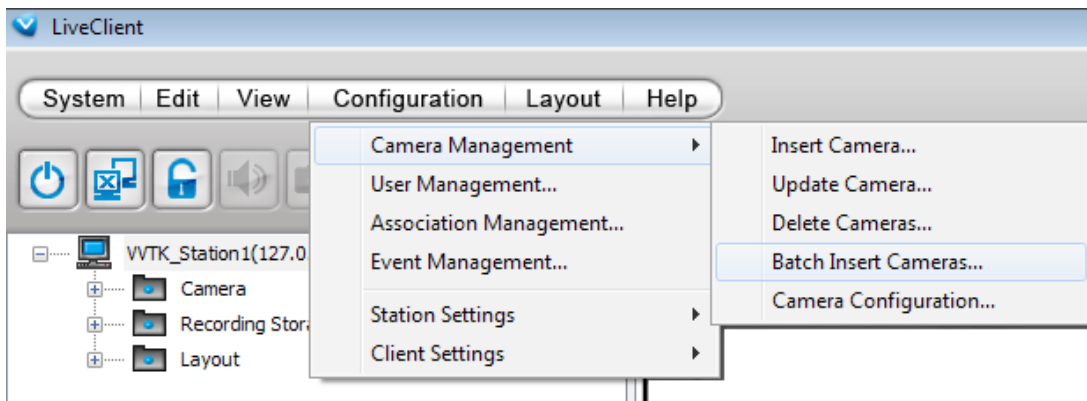 LiveClient
System Edit View Configuration Layout Help
Camera Management
User Management...
Association Management...
Event Management...
Station Settings
Client Settings
Insert Camera...
Update Camera...
Delete Cameras...
Batch Insert Cameras...
Camera Configuration...
VVTK_Station1(127.0
Camera
Recording Stor
Layout